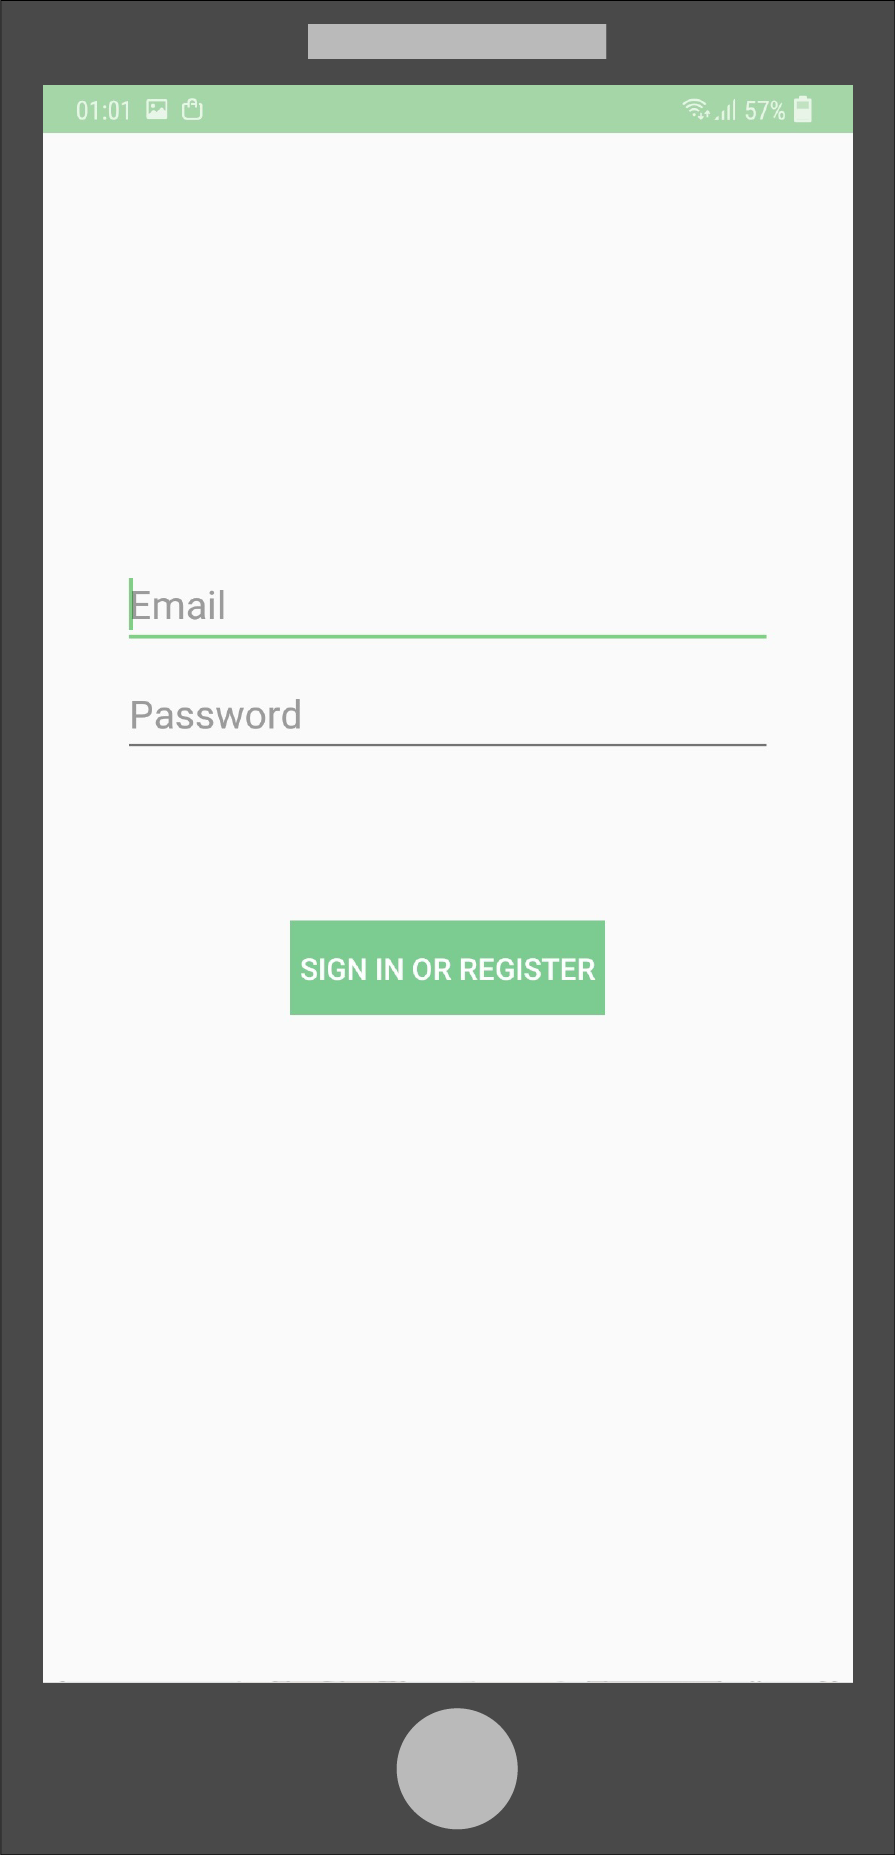 01:01 57%
Email
Password
SIGN IN OR REGISTER